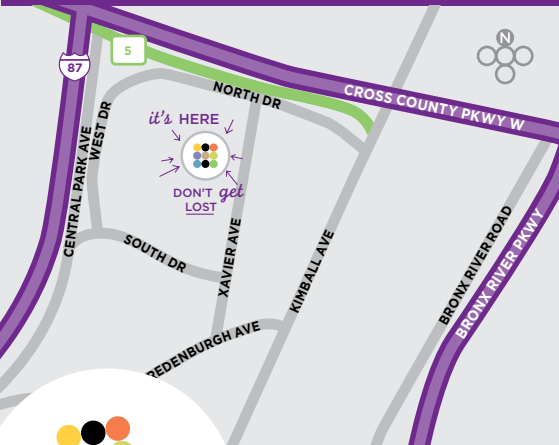 5
N
87
CROSS COUNTY PKWY W
NORTH DR
it's HERE
WEST DR
CENTRAL PARK AVE
DON'T get
LOST
SOUTH DR
XAVIER AVE
KIMBALL AVE
BRONX RIVER ROAD
BRONX RIVER PKWY
REDENBURGH AVE